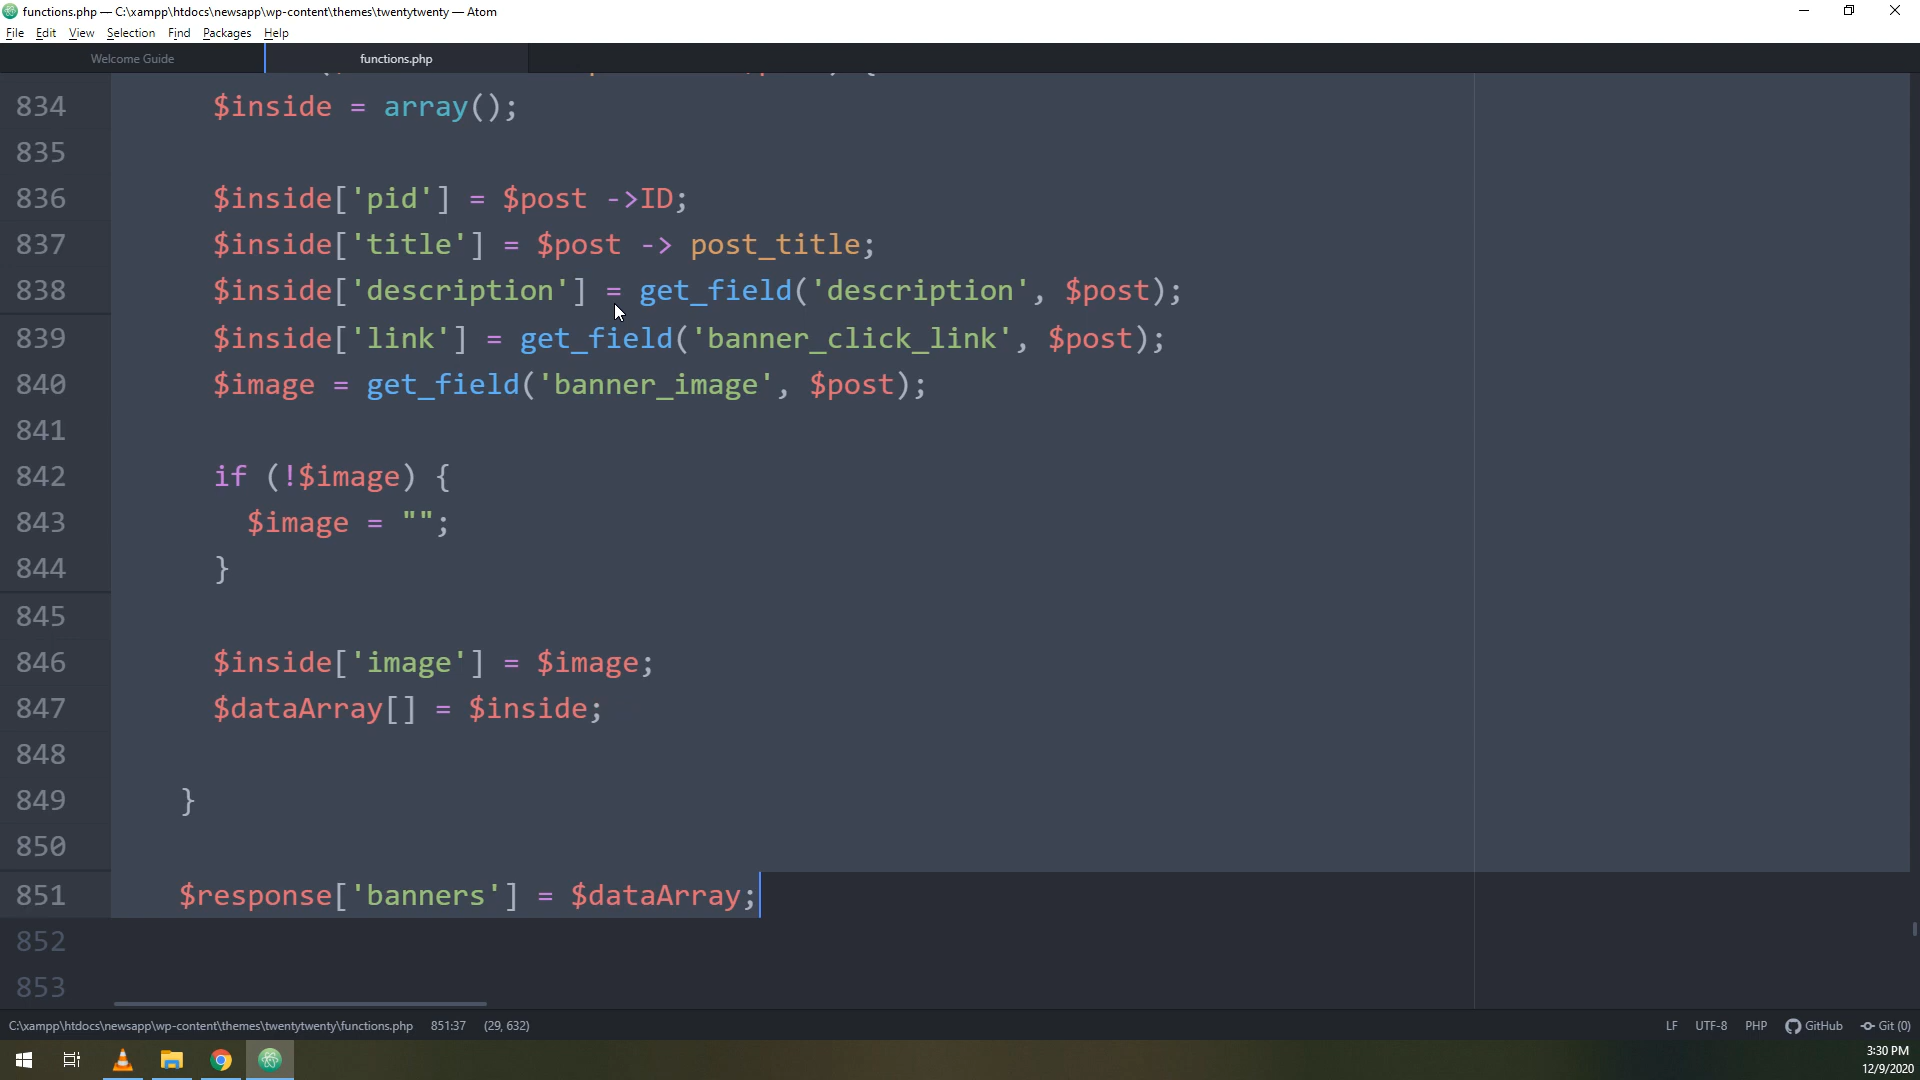 functions.php — C:\xampp\htdocs\newsapp\wp-content\themes\twentytwenty — Atom
File Edit View Selection Find Packages Help
Welcome Guide functions.php
834 $inside = array();
835
836 $inside['pid'] = $post ->ID;
837 $inside['title'] = $post -> post_title;
838 $inside['description'] = get_field('description', $post);
839 $inside['link'] = get_field('banner_click_link', $post);
840 $image = get_field('banner_image', $post);
841
842 if (!$image) {
843 $image = "";
844 }
845
846 $inside['image'] = $image;
847 $dataArray[] = $inside;
848
849 }
850
851 $response['banners'] = $dataArray;
852
853
C:\xampp\htdocs\newsapp\wp-content\themes\twentytwenty\functions.php 851:37 (29, 632) LF UTF-8 PHP GitHub Git (0)
3:30 PM
12/9/2020